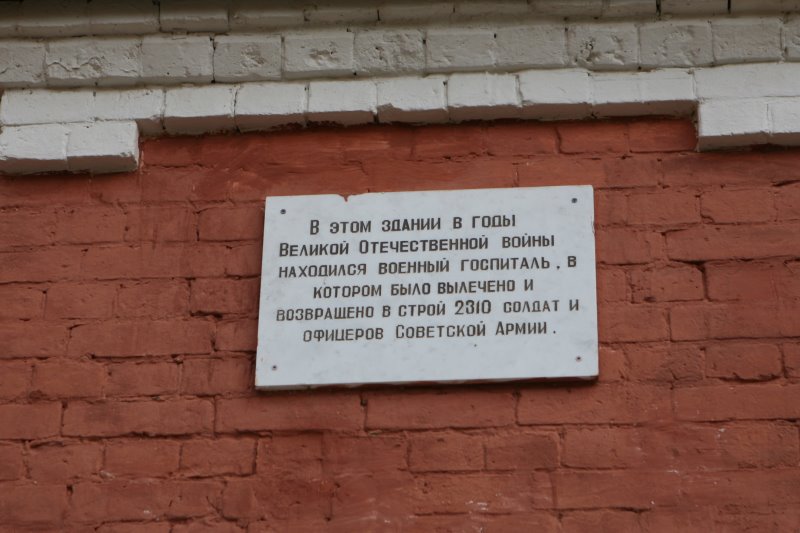 В этом здании в годы
Великой Отечественной войны
находился военный госпиталь, в
котором было вылечено и
возвращено в строй 2310 солдат и
офицеров Советской Армии.